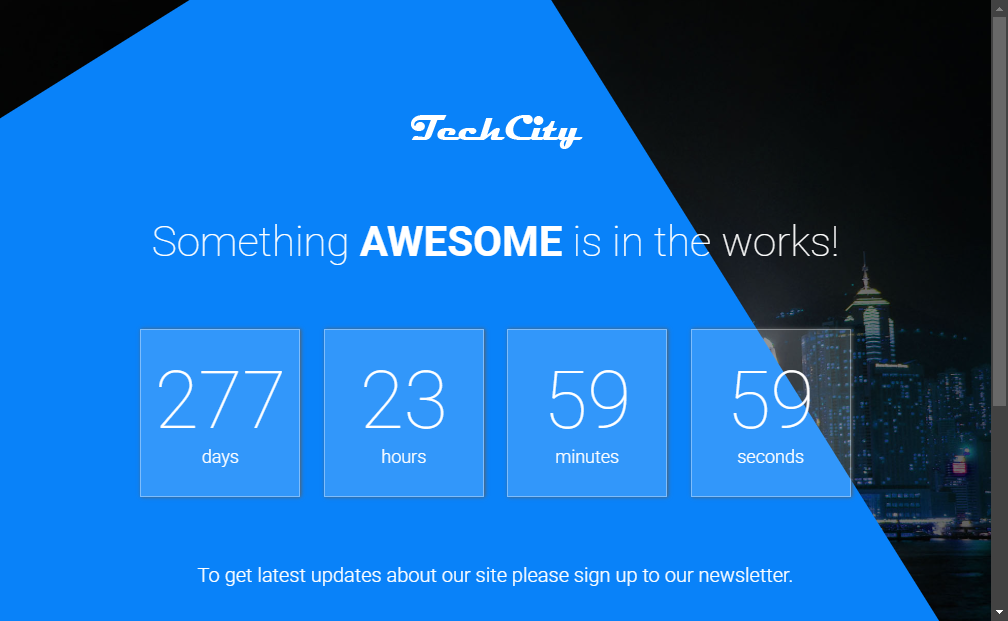 TechCity
Something AWESOME is in the works!
277 23 59 59
days hours minutes seconds
To get latest updates about our site please sign up to our newsletter.